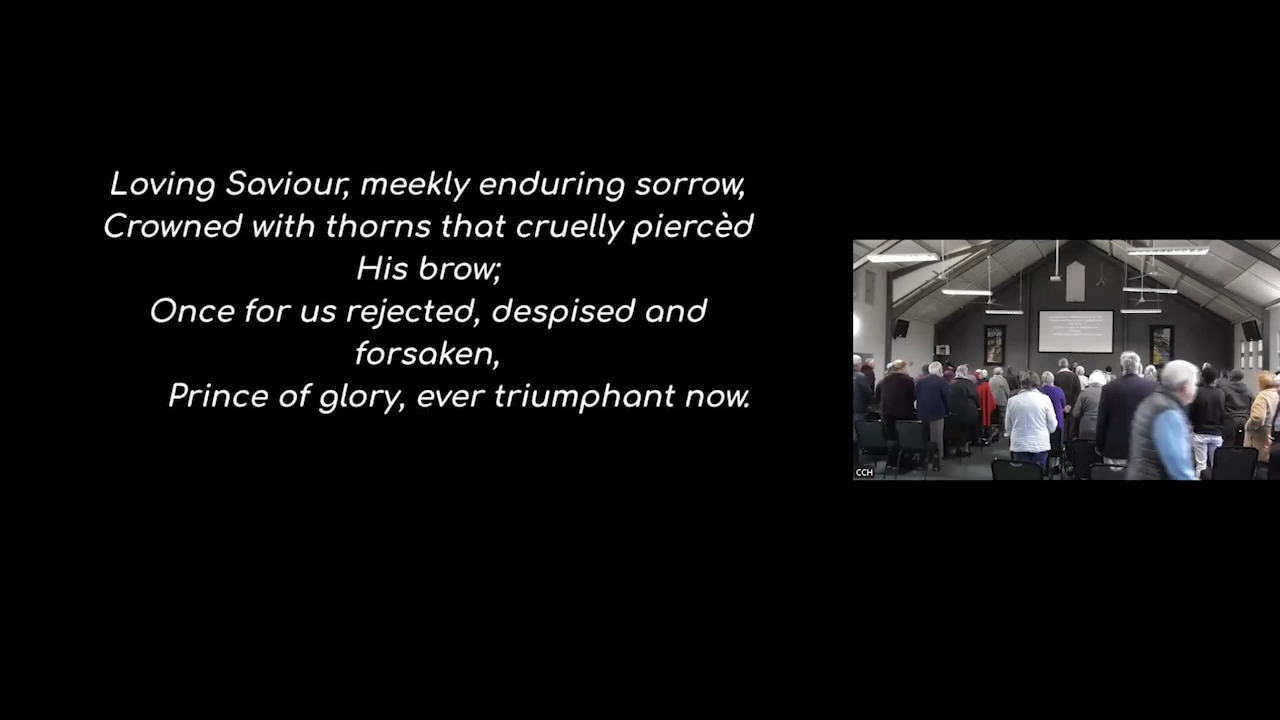 Loving Saviour, meekly enduring sorrow,
Crowned with thorns that cruelly piercèd
His brow;
Once for us rejected, despised and
forsaken,
Prince of glory, ever triumphant now.
CCH